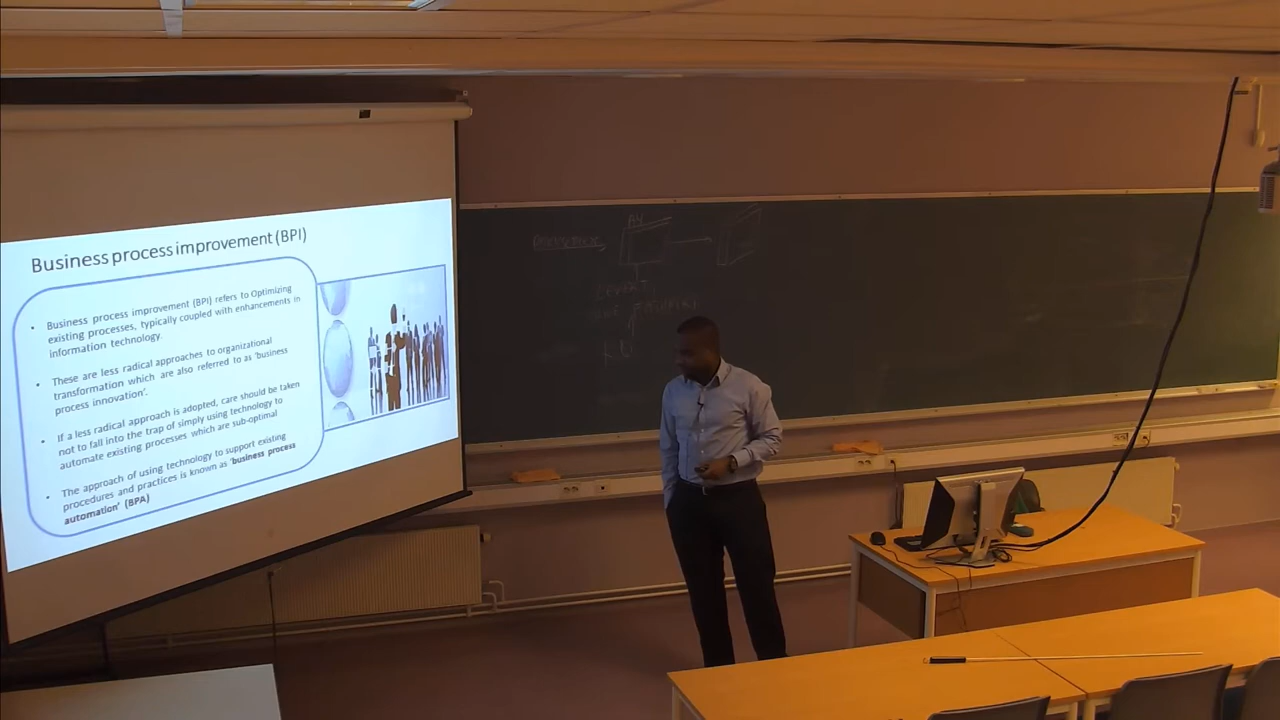 Business process improvement (BPI)
• Business process improvement (BPI) refers to Optimizing
existing processes, typically coupled with enhancements in
information technology.
• These are less radical approaches to organizational
transformation which are also referred to as 'business
process innovation'.
• If a less radical approach is adopted, care should be taken
not to fall into the trap of simply using technology to
automate existing processes which are sub-optimal
• The approach of using technology to support existing
procedures and practices is known as 'business process
automation' (BPA)
A4